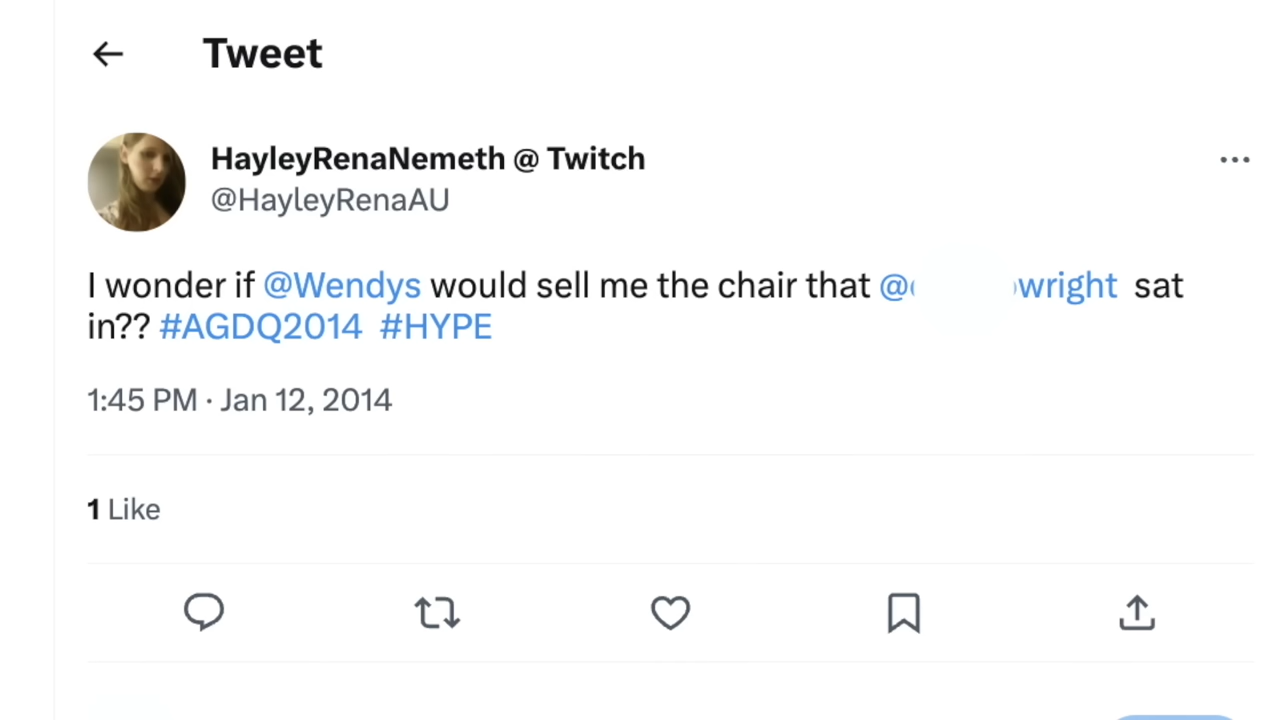 Tweet
HayleyRenaNemeth @ Twitch
@HayleyRenaAU
I wonder if @Wendys would sell me the chair that sat
in?? #AGDQ2014 #HYPE
1:45 PM · Jan 12, 2014
1 Like